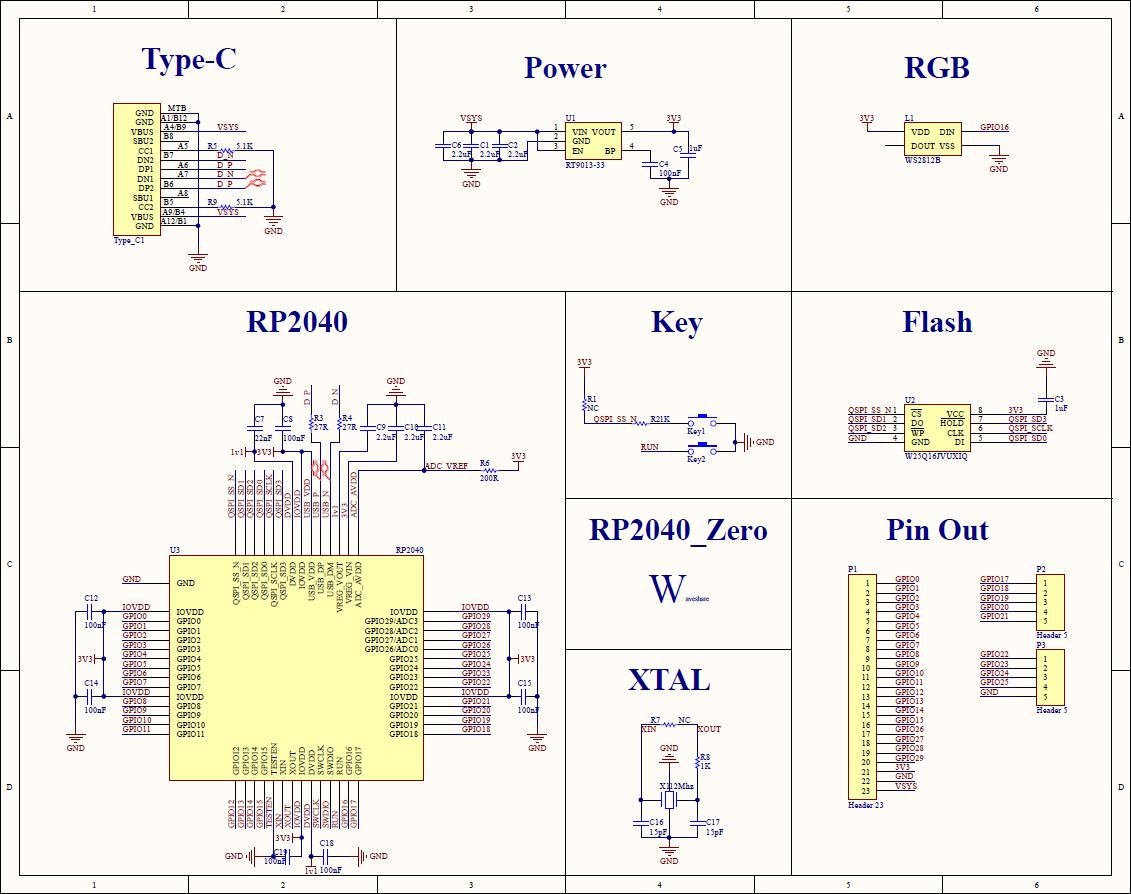 1 2 3 4 5 6
A
B
C
D
Type-C
GND
GND
VBUS
SBU2
CC1
DN2
DP1
DN1
DP2
SBU1
CC2
VBUS
GND
MTB
A1/B12
A4/B9
B8
A5
B7
A6
A7
B6
A8
B5
A9/B4
A12/B1
VSYS
R5 5.1K
D_N
D_P
D_N
D_P
R9 5.1K
VSYS
GND
GND
Type_C1
Power
VSYS
C6
2.2uF
C1
2.2uF
C2
2.2uF
GND
U1
1 VIN VOUT 5
2 GND
3 EN BP 4
RT9013-33
3V3
C5 1uF
C4
100nF
GND
RGB
3V3
L1
VDD DIN
DOUT VSS
WS2812B
GPIO16
GND
RP2040
GND
C7
22nF
C8
100nF
1v1
3V3
D_P
D_N
R3
27R
R4
27R
GND
C9
2.2uF
C10
2.2uF
C11
2.2uF
ADC_VREF
R6
200R
3V3
QSPI_SS_N
QSPI_SD1
QSPI_SD2
QSPI_SD0
QSPI_SCLK
QSPI_SD3
DVDD
IOVDD
USB_VDD
USB_P
USB_N
1v1
3V3
ADC_AVDD
U3
RP2040
QSPI_SS_N
QSPI_SD1
QSPI_SD2
QSPI_SD0
QSPI_SCLK
QSPI_SD3
DVDD
IOVDD
USB_VDD
USB_DP
USB_DM
VREG_VOUT
VREG_VIN
ADC_AVDD
GND
IOVDD
GPIO0
GPIO1
GPIO2
GPIO3
GPIO4
GPIO5
GPIO6
GPIO7
IOVDD
GPIO8
GPIO9
GPIO10
GPIO11
GND
IOVDD
GPIO0
GPIO1
GPIO2
GPIO3
GPIO4
GPIO5
GPIO6
GPIO7
IOVDD
GPIO8
GPIO9
GPIO10
GPIO11
C12
100nF
3V3
C14
100nF
GND
IOVDD
GPIO29/ADC3
GPIO28/ADC2
GPIO27/ADC1
GPIO26/ADC0
GPIO25
GPIO24
GPIO23
GPIO22
IOVDD
GPIO21
GPIO20
GPIO19
GPIO18
IOVDD
GPIO29
GPIO28
GPIO27
GPIO26
GPIO25
GPIO24
GPIO23
GPIO22
IOVDD
GPIO21
GPIO20
GPIO19
GPIO18
C13
100nF
3V3
C15
100nF
GND
GPIO12
GPIO13
GPIO14
GPIO15
TESTEN
XIN
XOUT
IOVDD
DVDD
SWCLK
SWDIO
RUN
GPIO16
GPIO17
GPIO12
GPIO13
GPIO14
GPIO15
TESTEN
XIN
XOUT
IOVDD
DVDD
SWCLK
SWDIO
RUN
GPIO16
GPIO17
3V3
GND
C19
100nF
1v1
C18
100nF
GND
Key
3V3
R1
NC
QSPI_SS_N R2 1K
Key1
RUN
Key2
GND
Flash
GND
C3
1uF
U2
QSPI_SS_N 1 CS VCC 8 3V3
QSPI_SD1 2 DO HOLD 7 QSPI_SD3
QSPI_SD2 3 WP CLK 6 QSPI_SCLK
GND 4 GND DI 5 QSPI_SD0
W25Q16JVUXIQ
RP2040_Zero
W
aveshare
XTAL
R7 NC
XIN XOUT
GND
R8
1K
X1 12Mhz
C16
15pF
C17
15pF
GND
Pin Out
P1
1 GPIO0
2 GPIO1
3 GPIO2
4 GPIO3
5 GPIO4
6 GPIO5
7 GPIO6
8 GPIO7
9 GPIO8
10 GPIO9
11 GPIO10
12 GPIO11
13 GPIO12
14 GPIO13
15 GPIO14
16 GPIO15
17 GPIO26
18 GPIO27
19 GPIO28
20 GPIO29
21 3V3
22 GND
23 VSYS
Header 23
P2
GPIO17 1
GPIO18 2
GPIO19 3
GPIO20 4
GPIO21 5
Header 5
P3
GPIO22 1
GPIO23 2
GPIO24 3
GPIO25 4
GND 5
Header 5
A
B
C
D
1 2 3 4 5 6